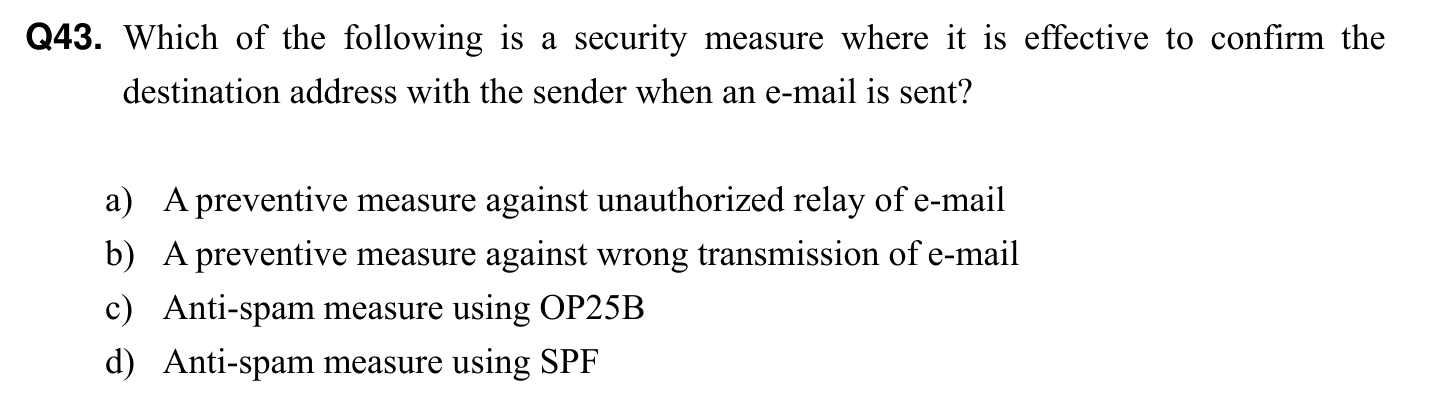 Q43. Which of the following is a security measure where it is effective to confirm the
destination address with the sender when an e-mail is sent?
a) A preventive measure against unauthorized relay of e-mail
b) A preventive measure against wrong transmission of e-mail
c) Anti-spam measure using OP25B
d) Anti-spam measure using SPF